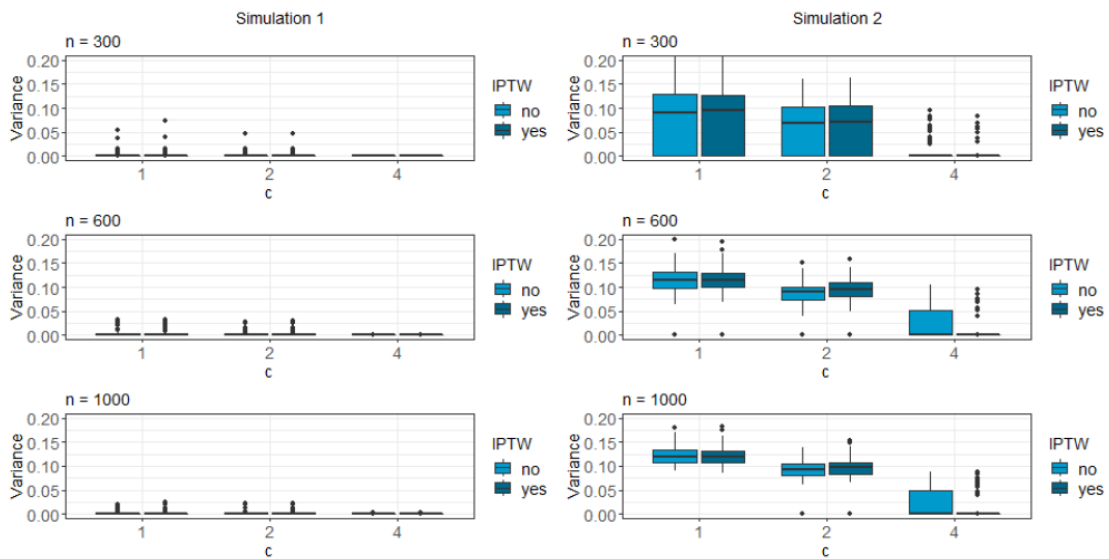 Simulation 1
n = 300
Variance
0.20
0.15
0.10
0.05
0.00
1 2 4
c
IPTW
no
yes
n = 600
Variance
0.20
0.15
0.10
0.05
0.00
1 2 4
c
IPTW
no
yes
n = 1000
Variance
0.20
0.15
0.10
0.05
0.00
1 2 4
c
IPTW
no
yes
Simulation 2
n = 300
Variance
0.20
0.15
0.10
0.05
0.00
1 2 4
c
IPTW
no
yes
n = 600
Variance
0.20
0.15
0.10
0.05
0.00
1 2 4
c
IPTW
no
yes
n = 1000
Variance
0.20
0.15
0.10
0.05
0.00
1 2 4
c
IPTW
no
yes